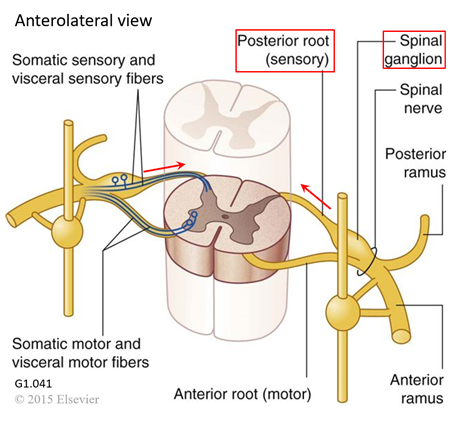 Anterolateral view
Somatic sensory and
visceral sensory fibers
Posterior root
(sensory)
Spinal
ganglion
Spinal
nerve
Posterior
ramus
Somatic motor and
visceral motor fibers
G1.041
© 2015 Elsevier
Anterior root (motor)
Anterior
ramus